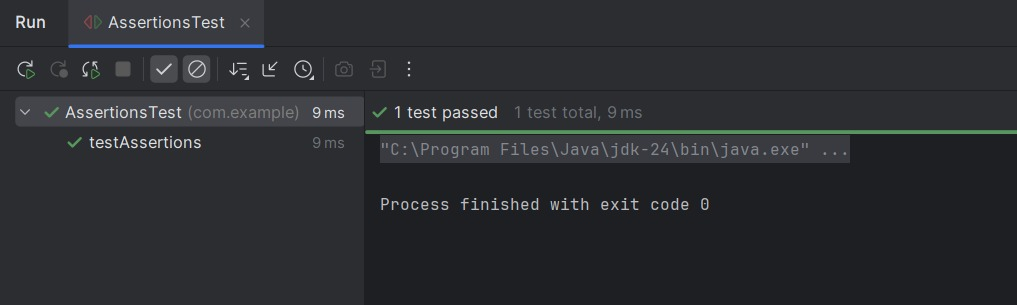 Run AssertionsTest
AssertionsTest (com.example) 9 ms
testAssertions 9 ms
1 test passed 1 test total, 9 ms
"C:\Program Files\Java\jdk-24\bin\java.exe" ...
Process finished with exit code 0